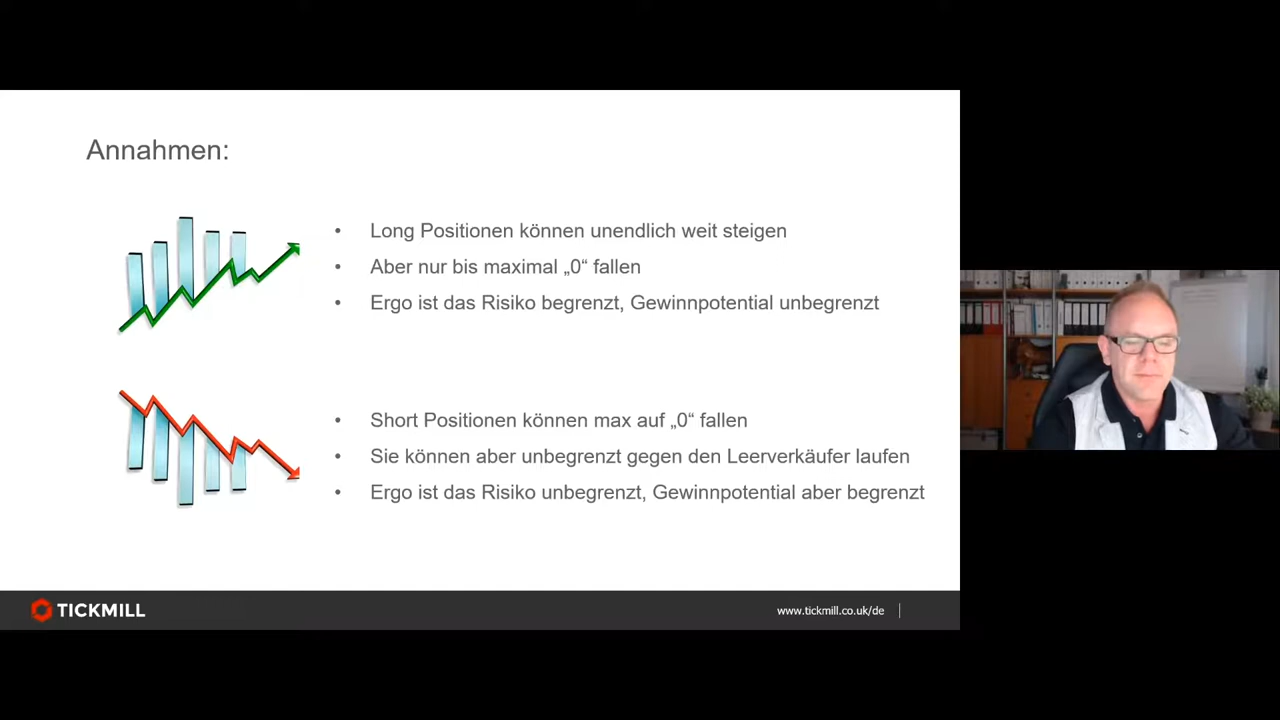 Annahmen:
• Long Positionen können unendlich weit steigen
• Aber nur bis maximal „0“ fallen
• Ergo ist das Risiko begrenzt, Gewinnpotential unbegrenzt
• Short Positionen können max auf „0“ fallen
• Sie können aber unbegrenzt gegen den Leerverkäufer laufen
• Ergo ist das Risiko unbegrenzt, Gewinnpotential aber begrenzt
TICKMILL
www.tickmill.co.uk/de